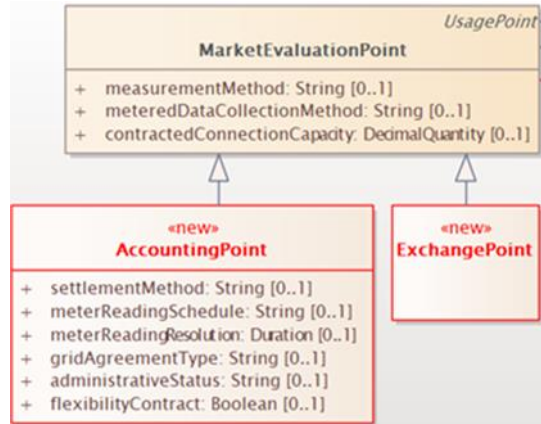 UsagePoint
MarketEvaluationPoint
+ measurementMethod: String [0..1]
+ meteredDataCollectionMethod: String [0..1]
+ contractedConnectionCapacity: DecimalQuantity [0..1]
«new»
AccountingPoint
+ settlementMethod: String [0..1]
+ meterReadingSchedule: String [0..1]
+ meterReadingResolution: Duration [0..1]
+ gridAgreementType: String [0..1]
+ administrativeStatus: String [0..1]
+ flexibilityContract: Boolean [0..1]
«new»
ExchangePoint